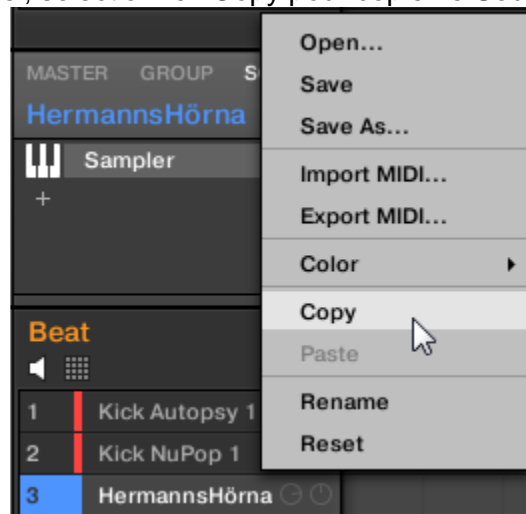 MASTER GROUP
HermannsHörna
Sampler
+
Beat
1 Kick Autopsy 1
2 Kick NuPop 1
3 HermannsHörna
Open...
Save
Save As...
Import MIDI...
Export MIDI...
Color
Copy
Paste
Rename
Reset